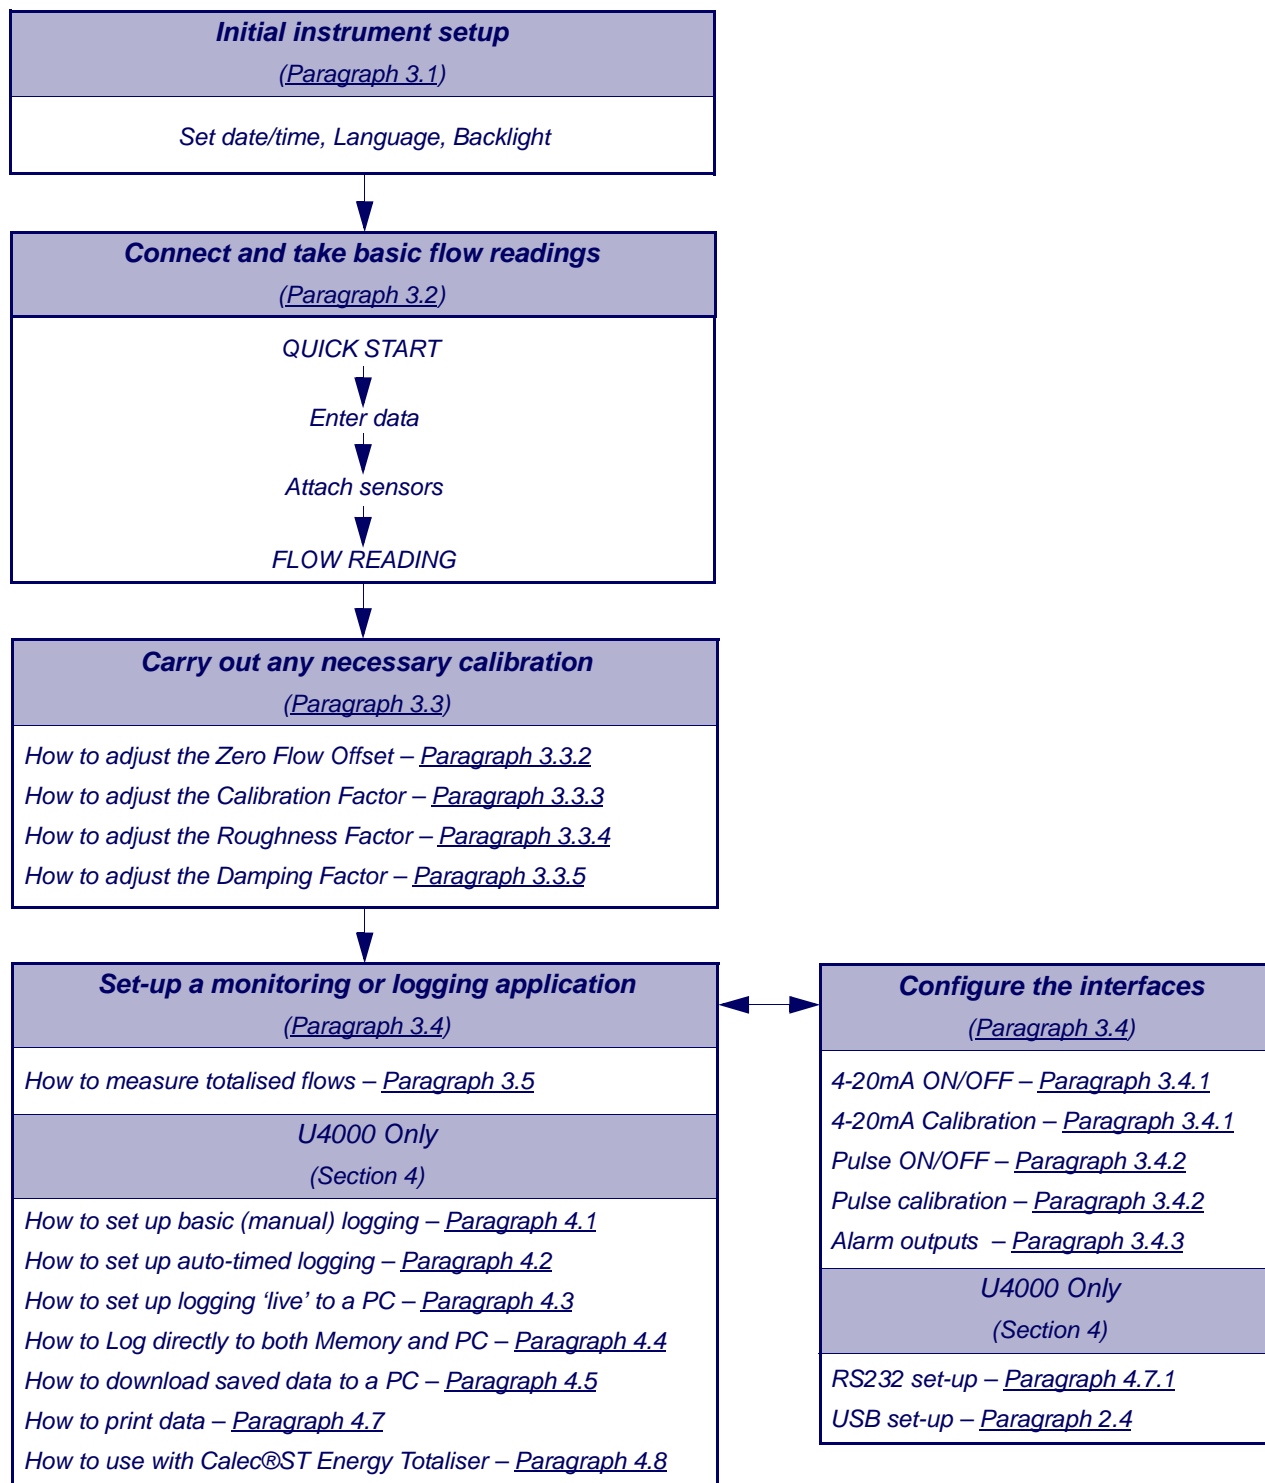 Initial instrument setup
(Paragraph 3.1)
Set date/time, Language, Backlight
Connect and take basic flow readings
(Paragraph 3.2)
QUICK START
Enter data
Attach sensors
FLOW READING
Carry out any necessary calibration
(Paragraph 3.3)
How to adjust the Zero Flow Offset – Paragraph 3.3.2
How to adjust the Calibration Factor – Paragraph 3.3.3
How to adjust the Roughness Factor – Paragraph 3.3.4
How to adjust the Damping Factor – Paragraph 3.3.5
Set-up a monitoring or logging application
(Paragraph 3.4)
How to measure totalised flows – Paragraph 3.5
U4000 Only
(Section 4)
How to set up basic (manual) logging – Paragraph 4.1
How to set up auto-timed logging – Paragraph 4.2
How to set up logging ‘live’ to a PC – Paragraph 4.3
How to Log directly to both Memory and PC – Paragraph 4.4
How to download saved data to a PC – Paragraph 4.5
How to print data – Paragraph 4.7
How to use with Calec®ST Energy Totaliser – Paragraph 4.8
Configure the interfaces
(Paragraph 3.4)
4-20mA ON/OFF – Paragraph 3.4.1
4-20mA Calibration – Paragraph 3.4.1
Pulse ON/OFF – Paragraph 3.4.2
Pulse calibration – Paragraph 3.4.2
Alarm outputs – Paragraph 3.4.3
U4000 Only
(Section 4)
RS232 set-up – Paragraph 4.7.1
USB set-up – Paragraph 2.4